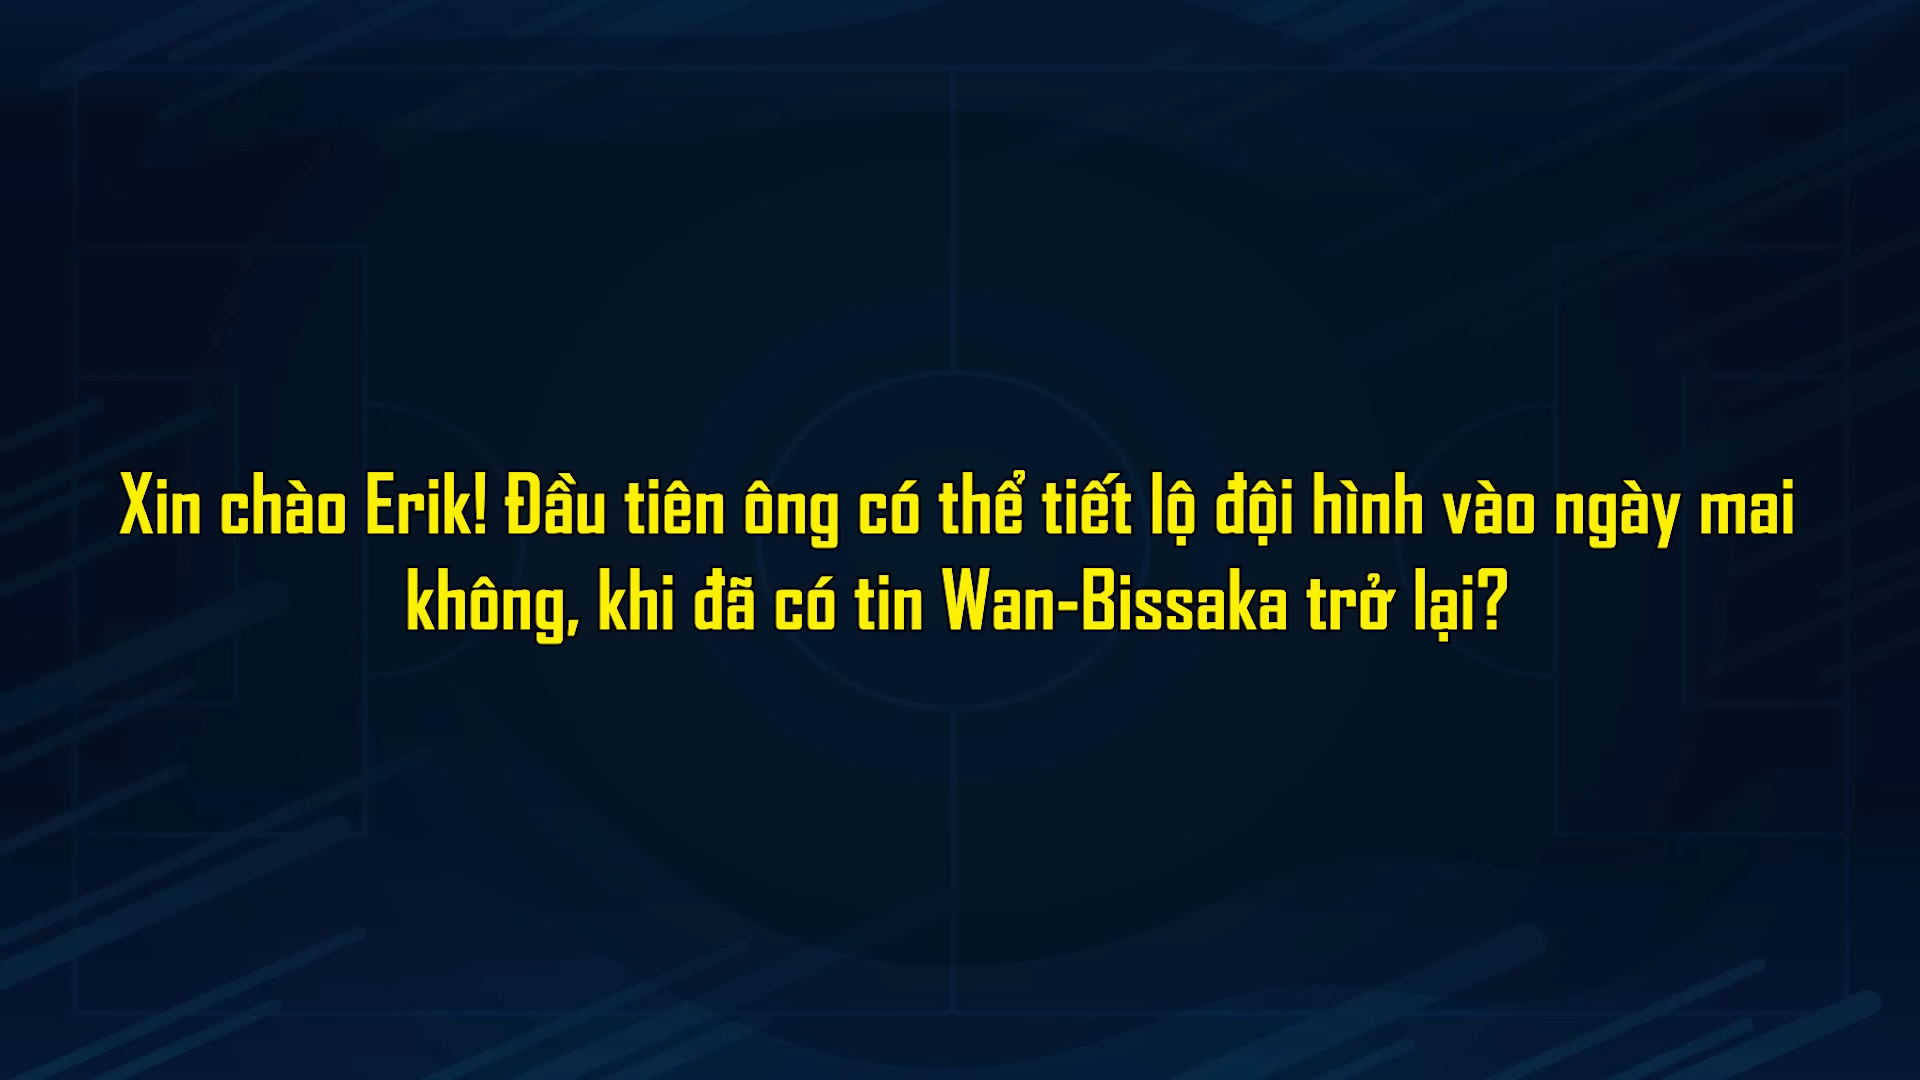 Xin chào Erik! Đầu tiên ông có thể tiết lộ đội hình vào ngày mai
không, khi đã có tin Wan-Bissaka trở lại?